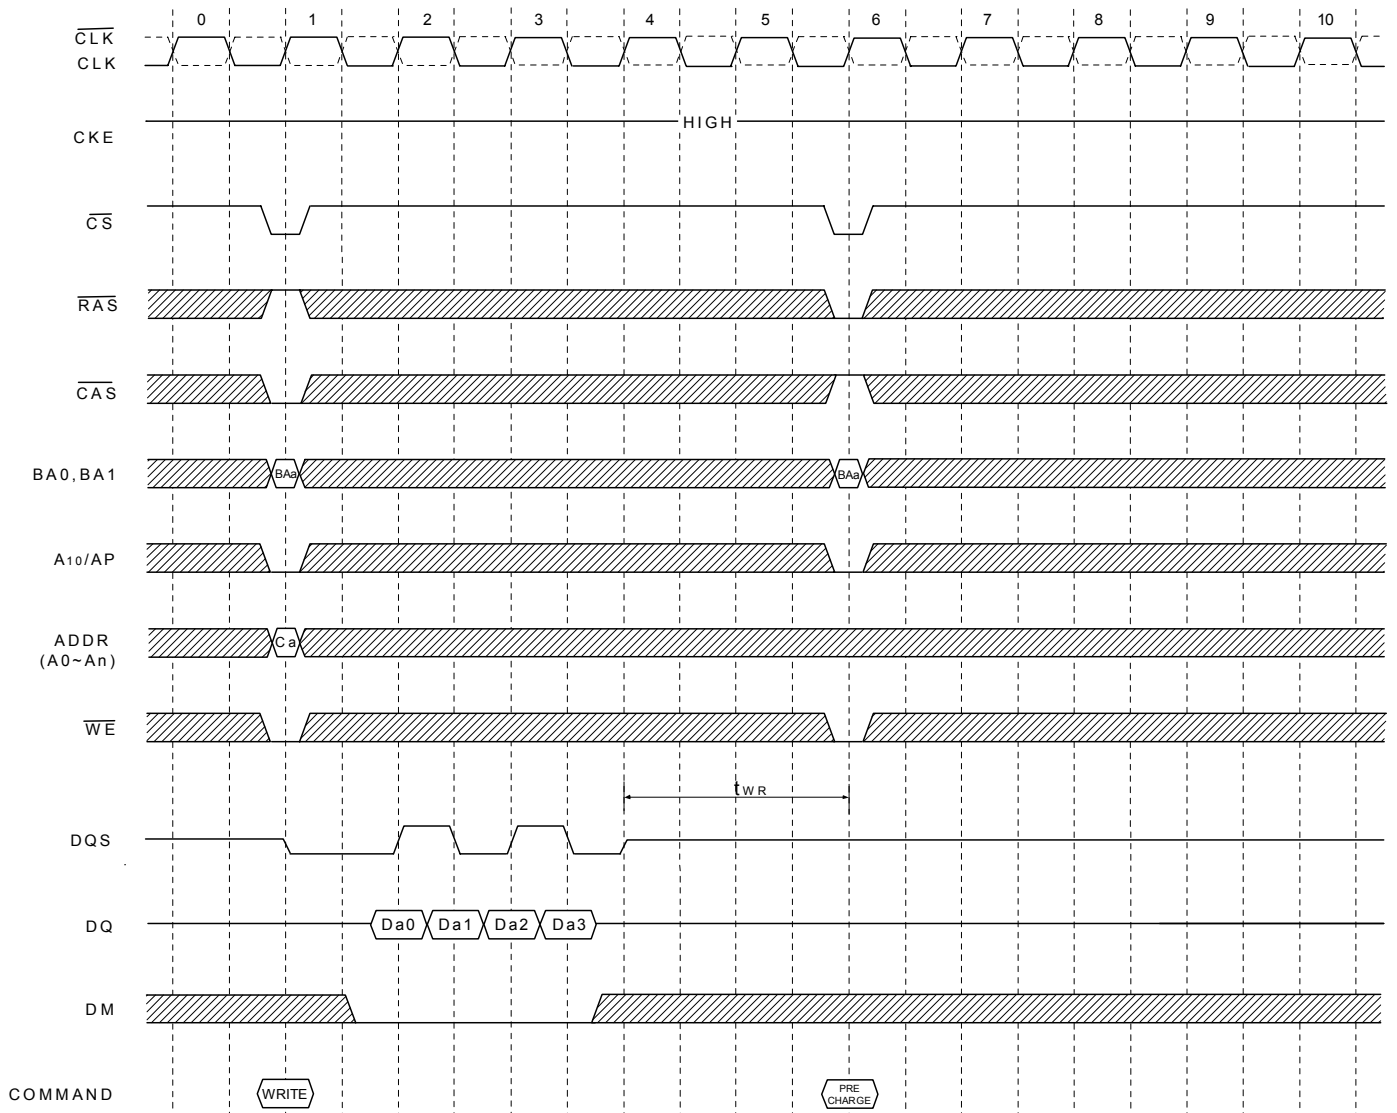 0 1 2 3 4 5 6 7 8 9 10
CLK
CLK
HIGH
CKE
CS
RAS
CAS
BA0,BA1 BAa BAa
A10/AP
ADDR Ca
(A0~An)
WE
tWR
DQS
DQ Da0 Da1 Da2 Da3
DM
COMMAND WRITE PRE
CHARGE